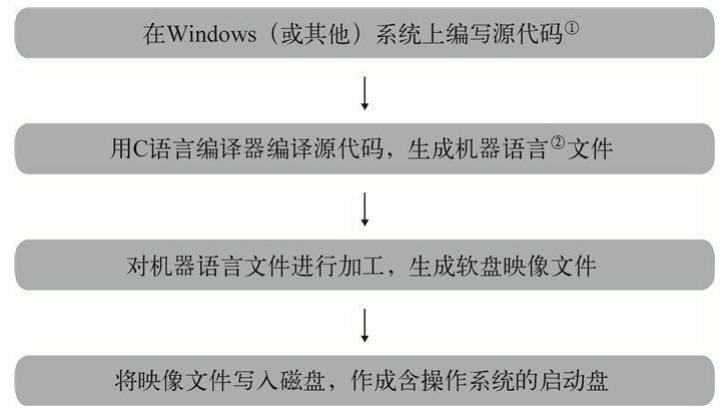 在Windows（或其他）系统上编写源代码①
用C语言编译器编译源代码，生成机器语言②文件
对机器语言文件进行加工，生成软盘映像文件
将映像文件写入磁盘，作成含操作系统的启动盘